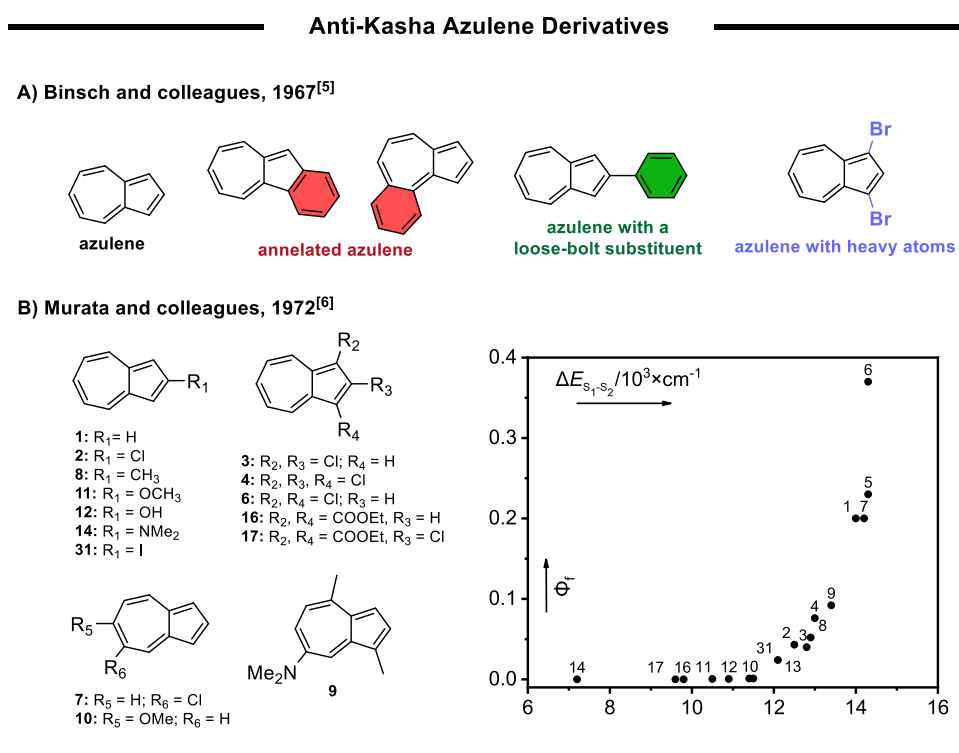 Anti-Kasha Azulene Derivatives
A) Binsch and colleagues, 1967[5]
azulene
annelated azulene
azulene with a
loose-bolt substituent
Br
Br
azulene with heavy atoms
B) Murata and colleagues, 1972[6]
R1
1: R1= H
2: R1 = Cl
8: R1 = CH3
11: R1 = OCH3
12: R1 = OH
14: R1 = NMe2
31: R1 = I
R2
R3
R4
3: R2, R3 = Cl; R4 = H
4: R2, R3, R4 = Cl
6: R2, R4 = Cl; R3 = H
16: R2, R4 = COOEt, R3 = H
17: R2, R4 = COOEt, R3 = Cl
R5
R6
7: R5 = H; R6 = Cl
10: R5 = OMe; R6 = H
Me2N
9
ΔES1-S2/10³×cm-1
Φf
0.4
0.3
0.2
0.1
0.0
6
8
10
12
14
16
14
17
16
11
12
10
31
13
2
3
8
4
9
1
7
5
6